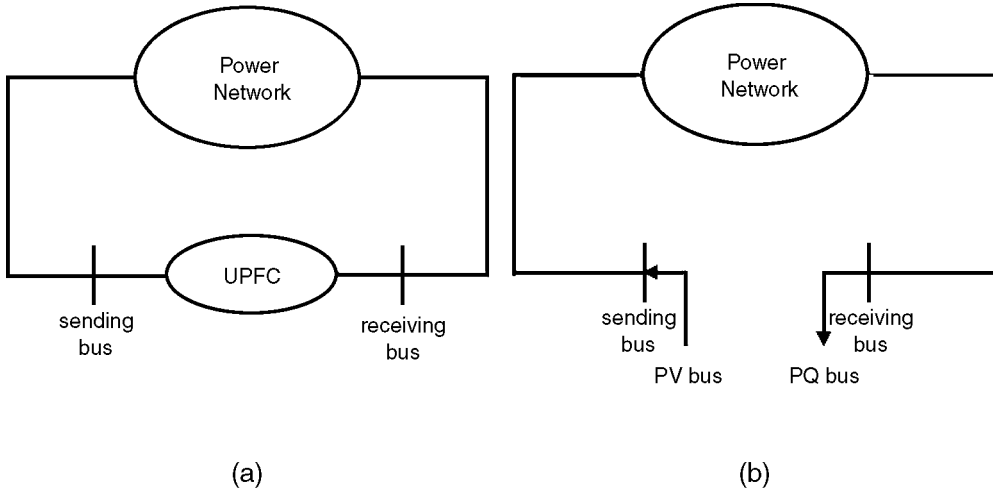 Power
Network
UPFC
sending
bus
receiving
bus
(a)
Power
Network
sending
bus
receiving
bus
PV bus
PQ bus
(b)